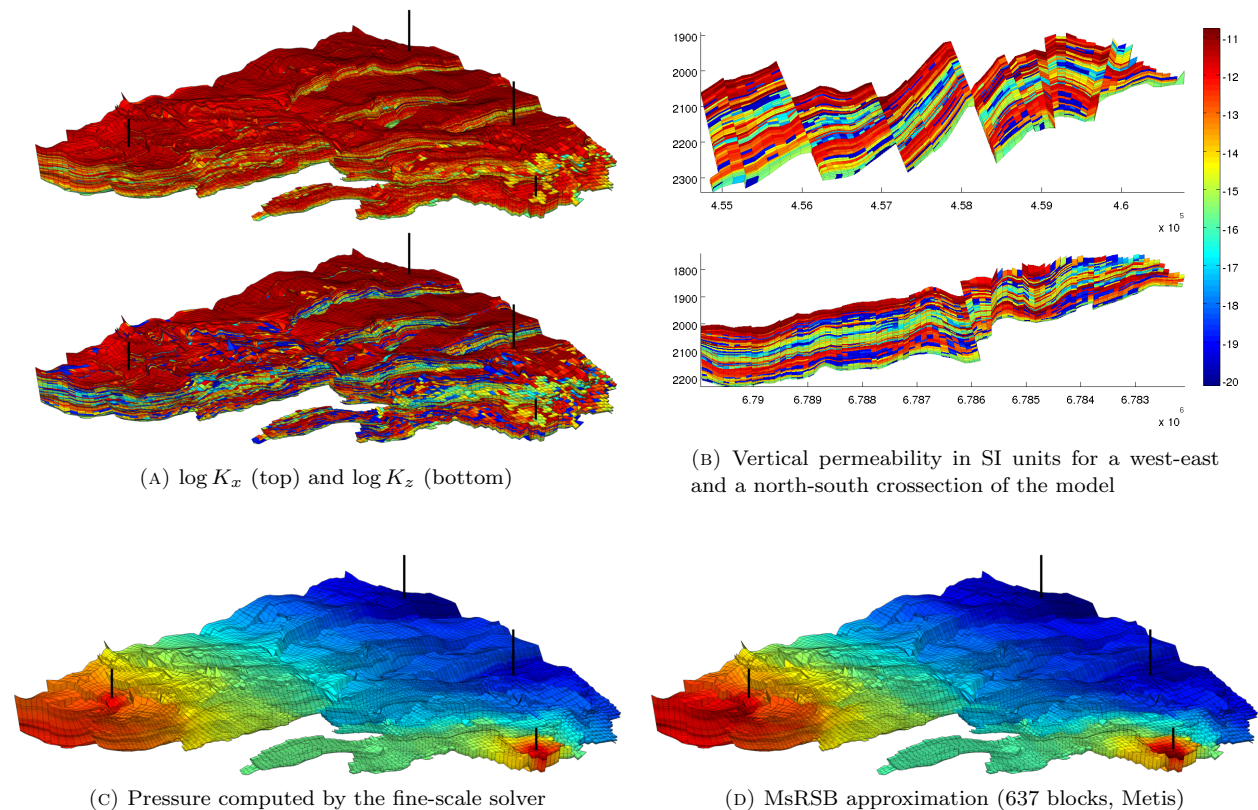 1900
2000
2100
2200
2300
4.55 4.56 4.57 4.58 4.59 4.6
x 10 5
1800
1900
2000
2100
2200
6.79 6.789 6.788 6.787 6.786 6.785 6.784 6.783
x 10 6
-11
-12
-13
-14
-15
-16
-17
-18
-19
-20
(A) log Kx (top) and log Kz (bottom)
(B) Vertical permeability in SI units for a west-east
and a north-south crossection of the model
(C) Pressure computed by the fine-scale solver
(D) MsRSB approximation (637 blocks, Metis)